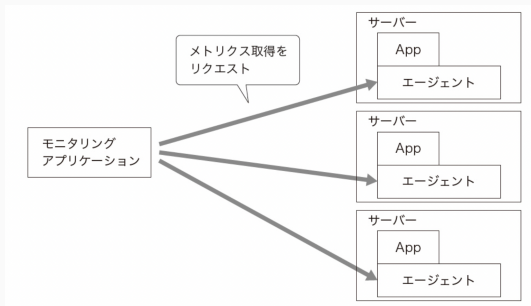 メトリクス取得を
リクエスト
モニタリング
アプリケーション
サーバー
App
エージェント
サーバー
App
エージェント
サーバー
App
エージェント